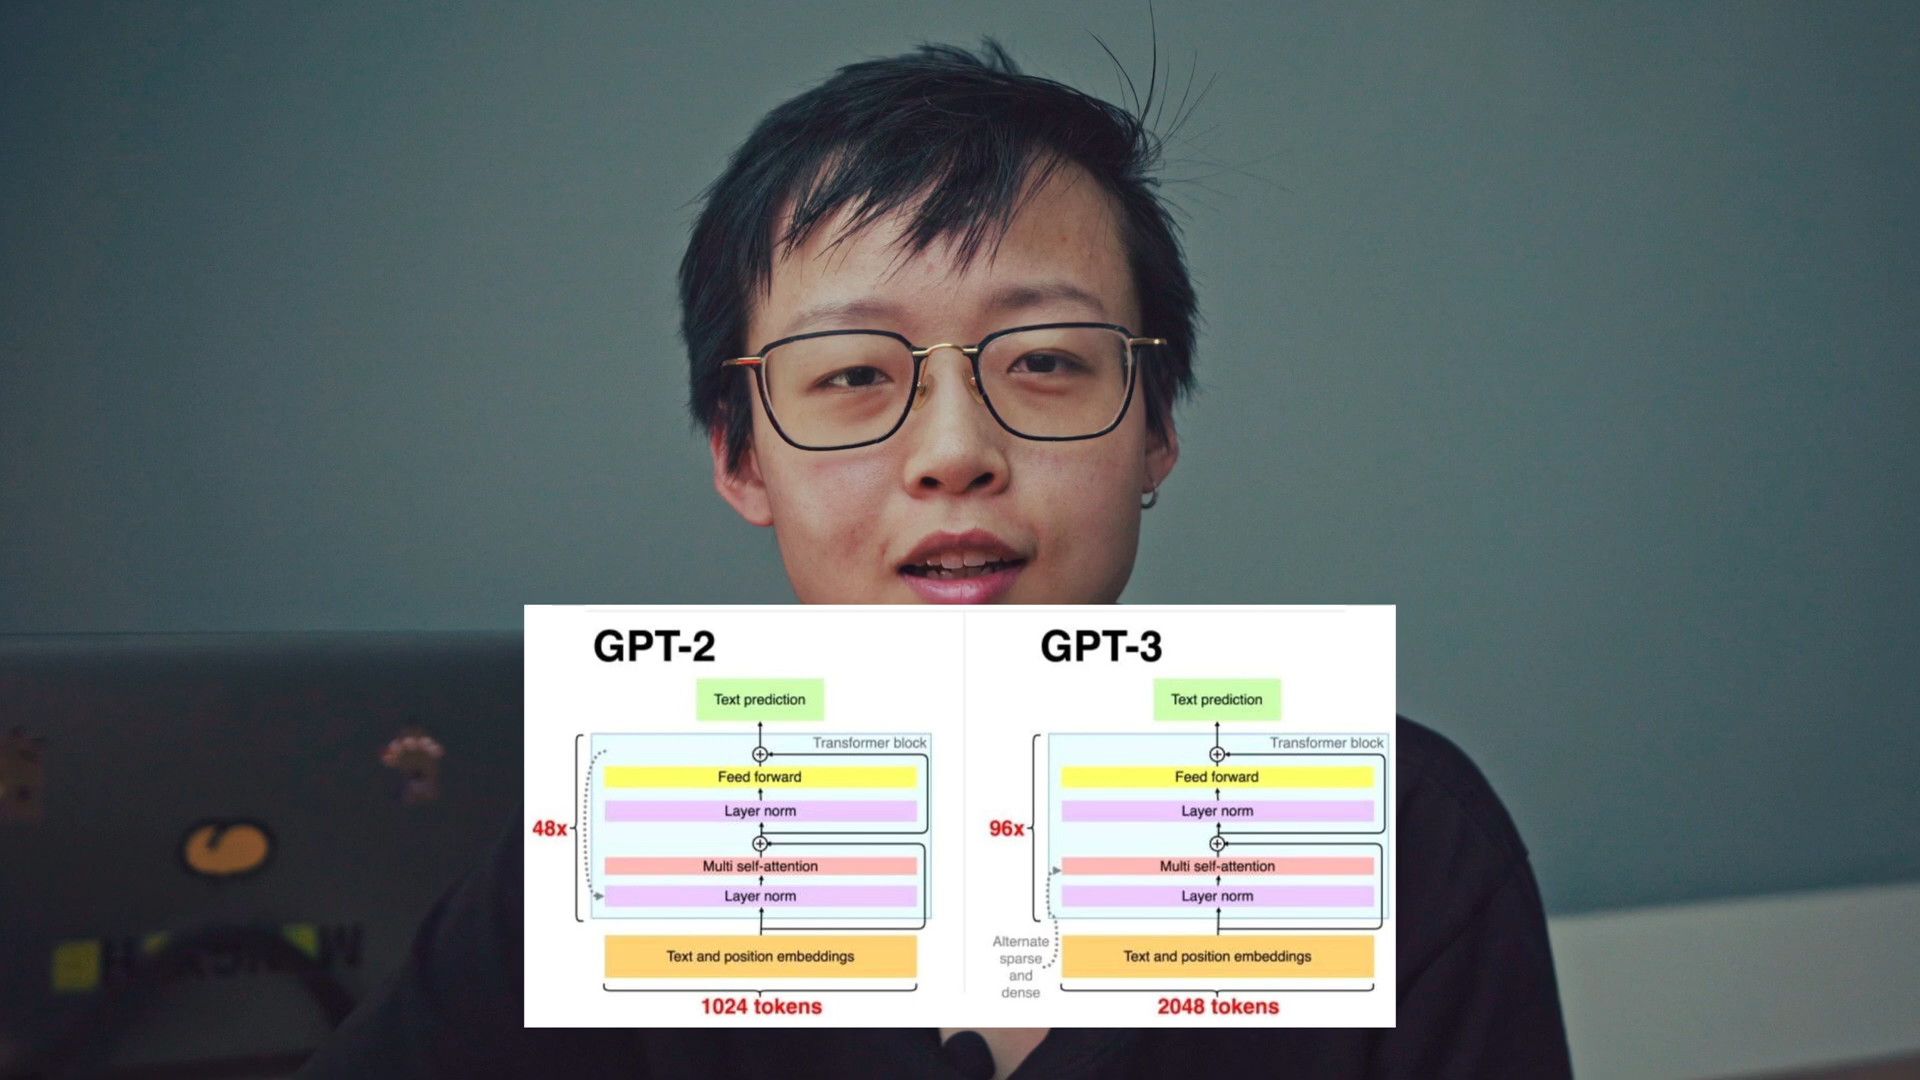 GPT-2
Text prediction
Transformer block
Feed forward
Layer norm
48x
Multi self-attention
Layer norm
Text and position embeddings
1024 tokens
GPT-3
Text prediction
Transformer block
Feed forward
Layer norm
96x
Multi self-attention
Layer norm
Alternate
sparse
and
dense
Text and position embeddings
2048 tokens